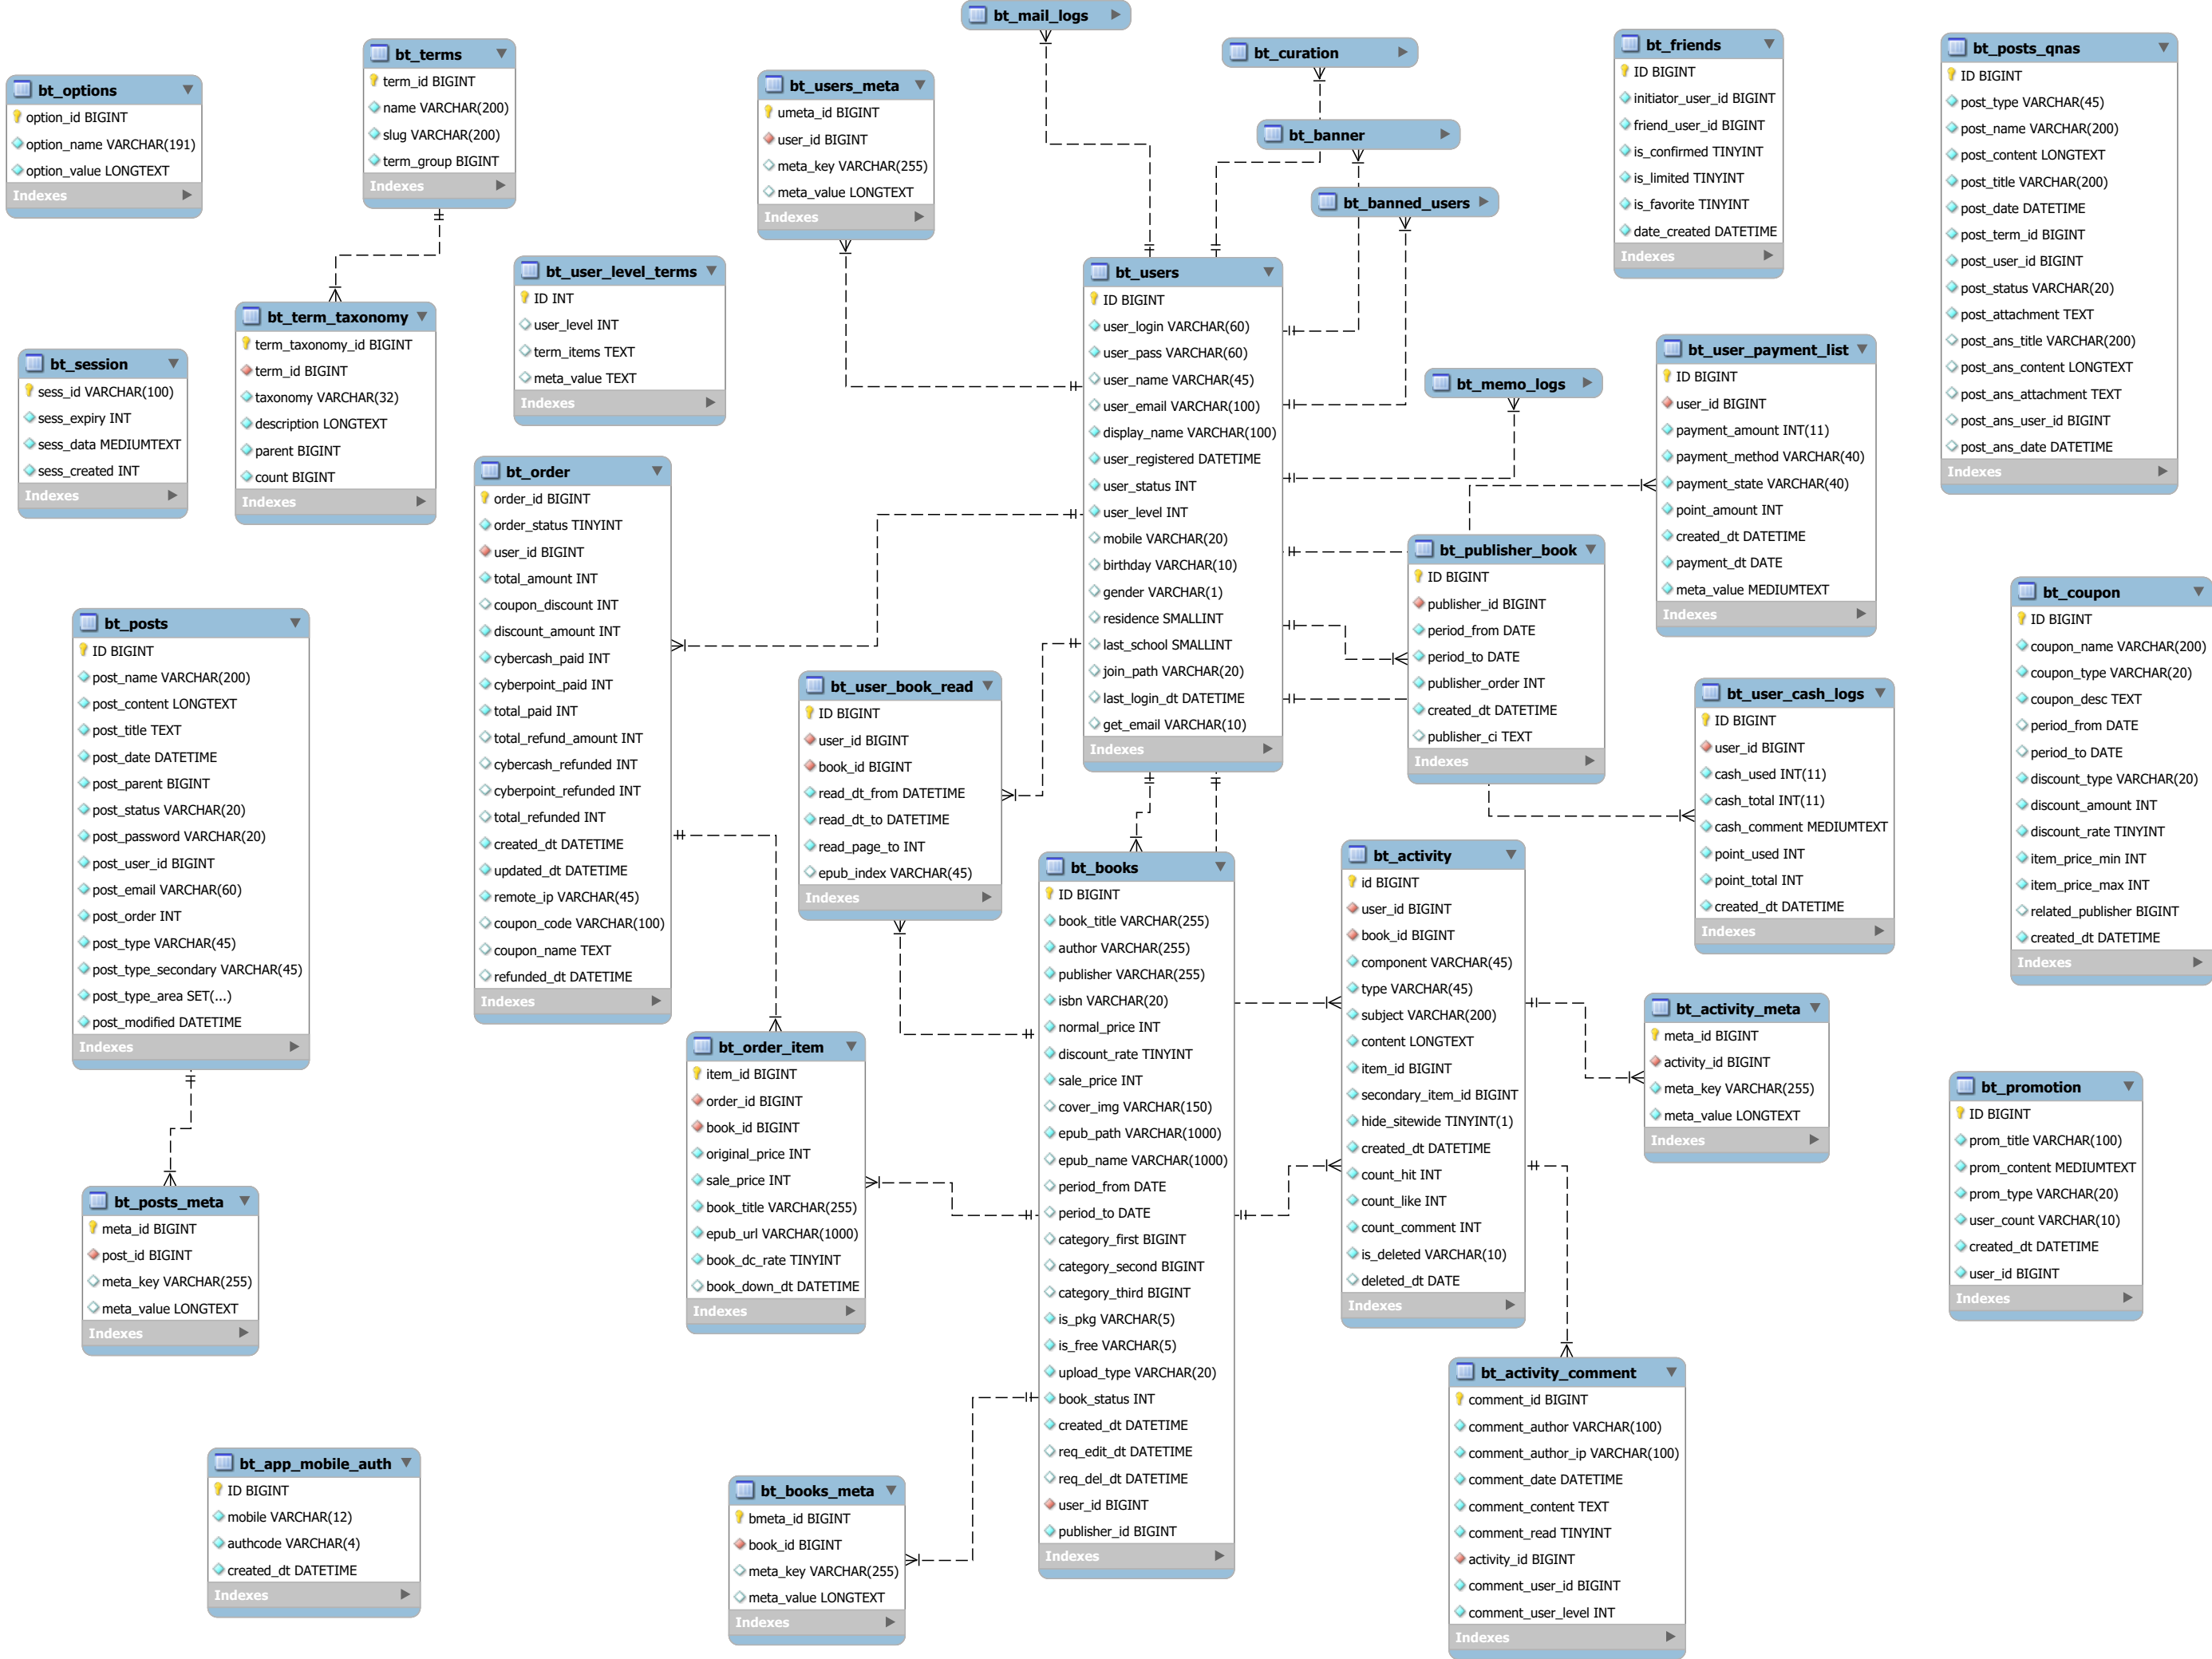 bt_mail_logs
bt_curation
bt_banner
bt_banned_users
bt_memo_logs
bt_options
option_id BIGINT
option_name VARCHAR(191)
option_value LONGTEXT
Indexes
bt_terms
term_id BIGINT
name VARCHAR(200)
slug VARCHAR(200)
term_group BIGINT
Indexes
bt_users_meta
umeta_id BIGINT
user_id BIGINT
meta_key VARCHAR(255)
meta_value LONGTEXT
Indexes
bt_friends
ID BIGINT
initiator_user_id BIGINT
friend_user_id BIGINT
is_confirmed TINYINT
is_limited TINYINT
is_favorite TINYINT
date_created DATETIME
Indexes
bt_posts_qnas
ID BIGINT
post_type VARCHAR(45)
post_name VARCHAR(200)
post_content LONGTEXT
post_title VARCHAR(200)
post_date DATETIME
post_term_id BIGINT
post_user_id BIGINT
post_status VARCHAR(20)
post_attachment TEXT
post_ans_title VARCHAR(200)
post_ans_content LONGTEXT
post_ans_attachment TEXT
post_ans_user_id BIGINT
post_ans_date DATETIME
Indexes
bt_session
sess_id VARCHAR(100)
sess_expiry INT
sess_data MEDIUMTEXT
sess_created INT
Indexes
bt_term_taxonomy
term_taxonomy_id BIGINT
term_id BIGINT
taxonomy VARCHAR(32)
description LONGTEXT
parent BIGINT
count BIGINT
Indexes
bt_user_level_terms
ID INT
user_level INT
term_items TEXT
meta_value TEXT
Indexes
bt_users
ID BIGINT
user_login VARCHAR(60)
user_pass VARCHAR(60)
user_name VARCHAR(45)
user_email VARCHAR(100)
display_name VARCHAR(100)
user_registered DATETIME
user_status INT
user_level INT
mobile VARCHAR(20)
birthday VARCHAR(10)
gender VARCHAR(1)
residence SMALLINT
last_school SMALLINT
join_path VARCHAR(20)
last_login_dt DATETIME
get_email VARCHAR(10)
Indexes
bt_user_payment_list
ID BIGINT
user_id BIGINT
payment_amount INT(11)
payment_method VARCHAR(40)
payment_state VARCHAR(40)
point_amount INT
created_dt DATETIME
payment_dt DATE
meta_value MEDIUMTEXT
Indexes
bt_order
order_id BIGINT
order_status TINYINT
user_id BIGINT
total_amount INT
coupon_discount INT
discount_amount INT
cybercash_paid INT
cyberpoint_paid INT
total_paid INT
total_refund_amount INT
cybercash_refunded INT
cyberpoint_refunded INT
total_refunded INT
created_dt DATETIME
updated_dt DATETIME
remote_ip VARCHAR(45)
coupon_code VARCHAR(100)
coupon_name TEXT
refunded_dt DATETIME
Indexes
bt_publisher_book
ID BIGINT
publisher_id BIGINT
period_from DATE
period_to DATE
publisher_order INT
created_dt DATETIME
publisher_ci TEXT
Indexes
bt_coupon
ID BIGINT
coupon_name VARCHAR(200)
coupon_type VARCHAR(20)
coupon_desc TEXT
period_from DATE
period_to DATE
discount_type VARCHAR(20)
discount_amount INT
discount_rate TINYINT
item_price_min INT
item_price_max INT
related_publisher BIGINT
created_dt DATETIME
Indexes
bt_posts
ID BIGINT
post_name VARCHAR(200)
post_content LONGTEXT
post_title TEXT
post_date DATETIME
post_parent BIGINT
post_status VARCHAR(20)
post_password VARCHAR(20)
post_user_id BIGINT
post_email VARCHAR(60)
post_order INT
post_type VARCHAR(45)
post_type_secondary VARCHAR(45)
post_type_area SET(...)
post_modified DATETIME
Indexes
bt_user_book_read
ID BIGINT
user_id BIGINT
book_id BIGINT
read_dt_from DATETIME
read_dt_to DATETIME
read_page_to INT
epub_index VARCHAR(45)
Indexes
bt_user_cash_logs
ID BIGINT
user_id BIGINT
cash_used INT(11)
cash_total INT(11)
cash_comment MEDIUMTEXT
point_used INT
point_total INT
created_dt DATETIME
Indexes
bt_books
ID BIGINT
book_title VARCHAR(255)
author VARCHAR(255)
publisher VARCHAR(255)
isbn VARCHAR(20)
normal_price INT
discount_rate TINYINT
sale_price INT
cover_img VARCHAR(150)
epub_path VARCHAR(1000)
epub_name VARCHAR(1000)
period_from DATE
period_to DATE
category_first BIGINT
category_second BIGINT
category_third BIGINT
is_pkg VARCHAR(5)
is_free VARCHAR(5)
upload_type VARCHAR(20)
book_status INT
created_dt DATETIME
req_edit_dt DATETIME
req_del_dt DATETIME
user_id BIGINT
publisher_id BIGINT
Indexes
bt_activity
id BIGINT
user_id BIGINT
book_id BIGINT
component VARCHAR(45)
type VARCHAR(45)
subject VARCHAR(200)
content LONGTEXT
item_id BIGINT
secondary_item_id BIGINT
hide_sitewide TINYINT(1)
created_dt DATETIME
count_hit INT
count_like INT
count_comment INT
is_deleted VARCHAR(10)
deleted_dt DATE
Indexes
bt_activity_meta
meta_id BIGINT
activity_id BIGINT
meta_key VARCHAR(255)
meta_value LONGTEXT
Indexes
bt_order_item
item_id BIGINT
order_id BIGINT
book_id BIGINT
original_price INT
sale_price INT
book_title VARCHAR(255)
epub_url VARCHAR(1000)
book_dc_rate TINYINT
book_down_dt DATETIME
Indexes
bt_promotion
ID BIGINT
prom_title VARCHAR(100)
prom_content MEDIUMTEXT
prom_type VARCHAR(20)
user_count VARCHAR(10)
created_dt DATETIME
user_id BIGINT
Indexes
bt_posts_meta
meta_id BIGINT
post_id BIGINT
meta_key VARCHAR(255)
meta_value LONGTEXT
Indexes
bt_activity_comment
comment_id BIGINT
comment_author VARCHAR(100)
comment_author_ip VARCHAR(100)
comment_date DATETIME
comment_content TEXT
comment_read TINYINT
activity_id BIGINT
comment_user_id BIGINT
comment_user_level INT
Indexes
bt_app_mobile_auth
ID BIGINT
mobile VARCHAR(12)
authcode VARCHAR(4)
created_dt DATETIME
Indexes
bt_books_meta
bmeta_id BIGINT
book_id BIGINT
meta_key VARCHAR(255)
meta_value LONGTEXT
Indexes